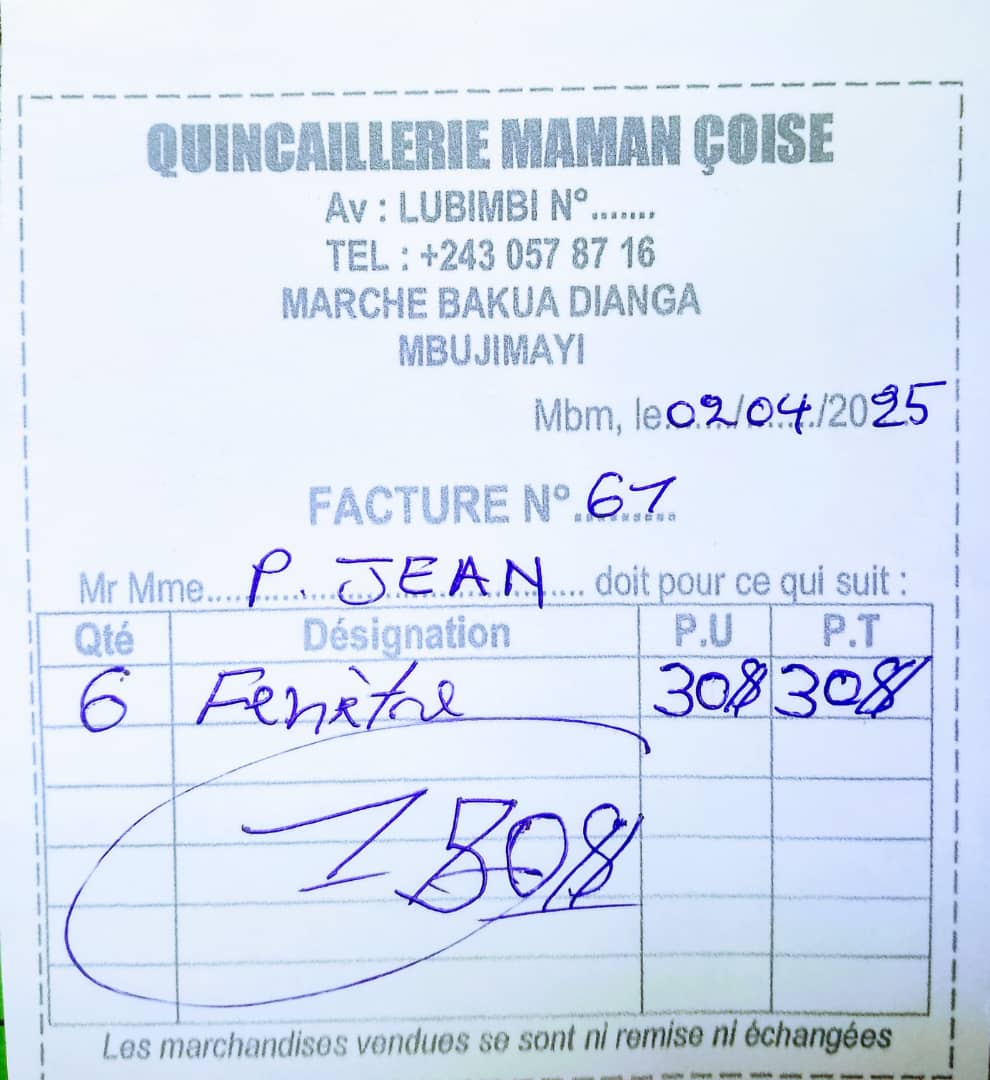 QUINCAILLERIE MAMAN ÇOISE
Av : LUBIMBI N°.......
TEL : +243 057 87 16
MARCHE BAKUA DIANGA
MBUJIMAYI
Mbm, le 02/04/2025
FACTURE N° 61
Mr Mme..... P. JEAN ..... doit pour ce qui suit :
Qté Désignation P.U P.T
6 Fenètre 30$ 30$
150$
Les marchandises vendues se sont ni remise ni échangées